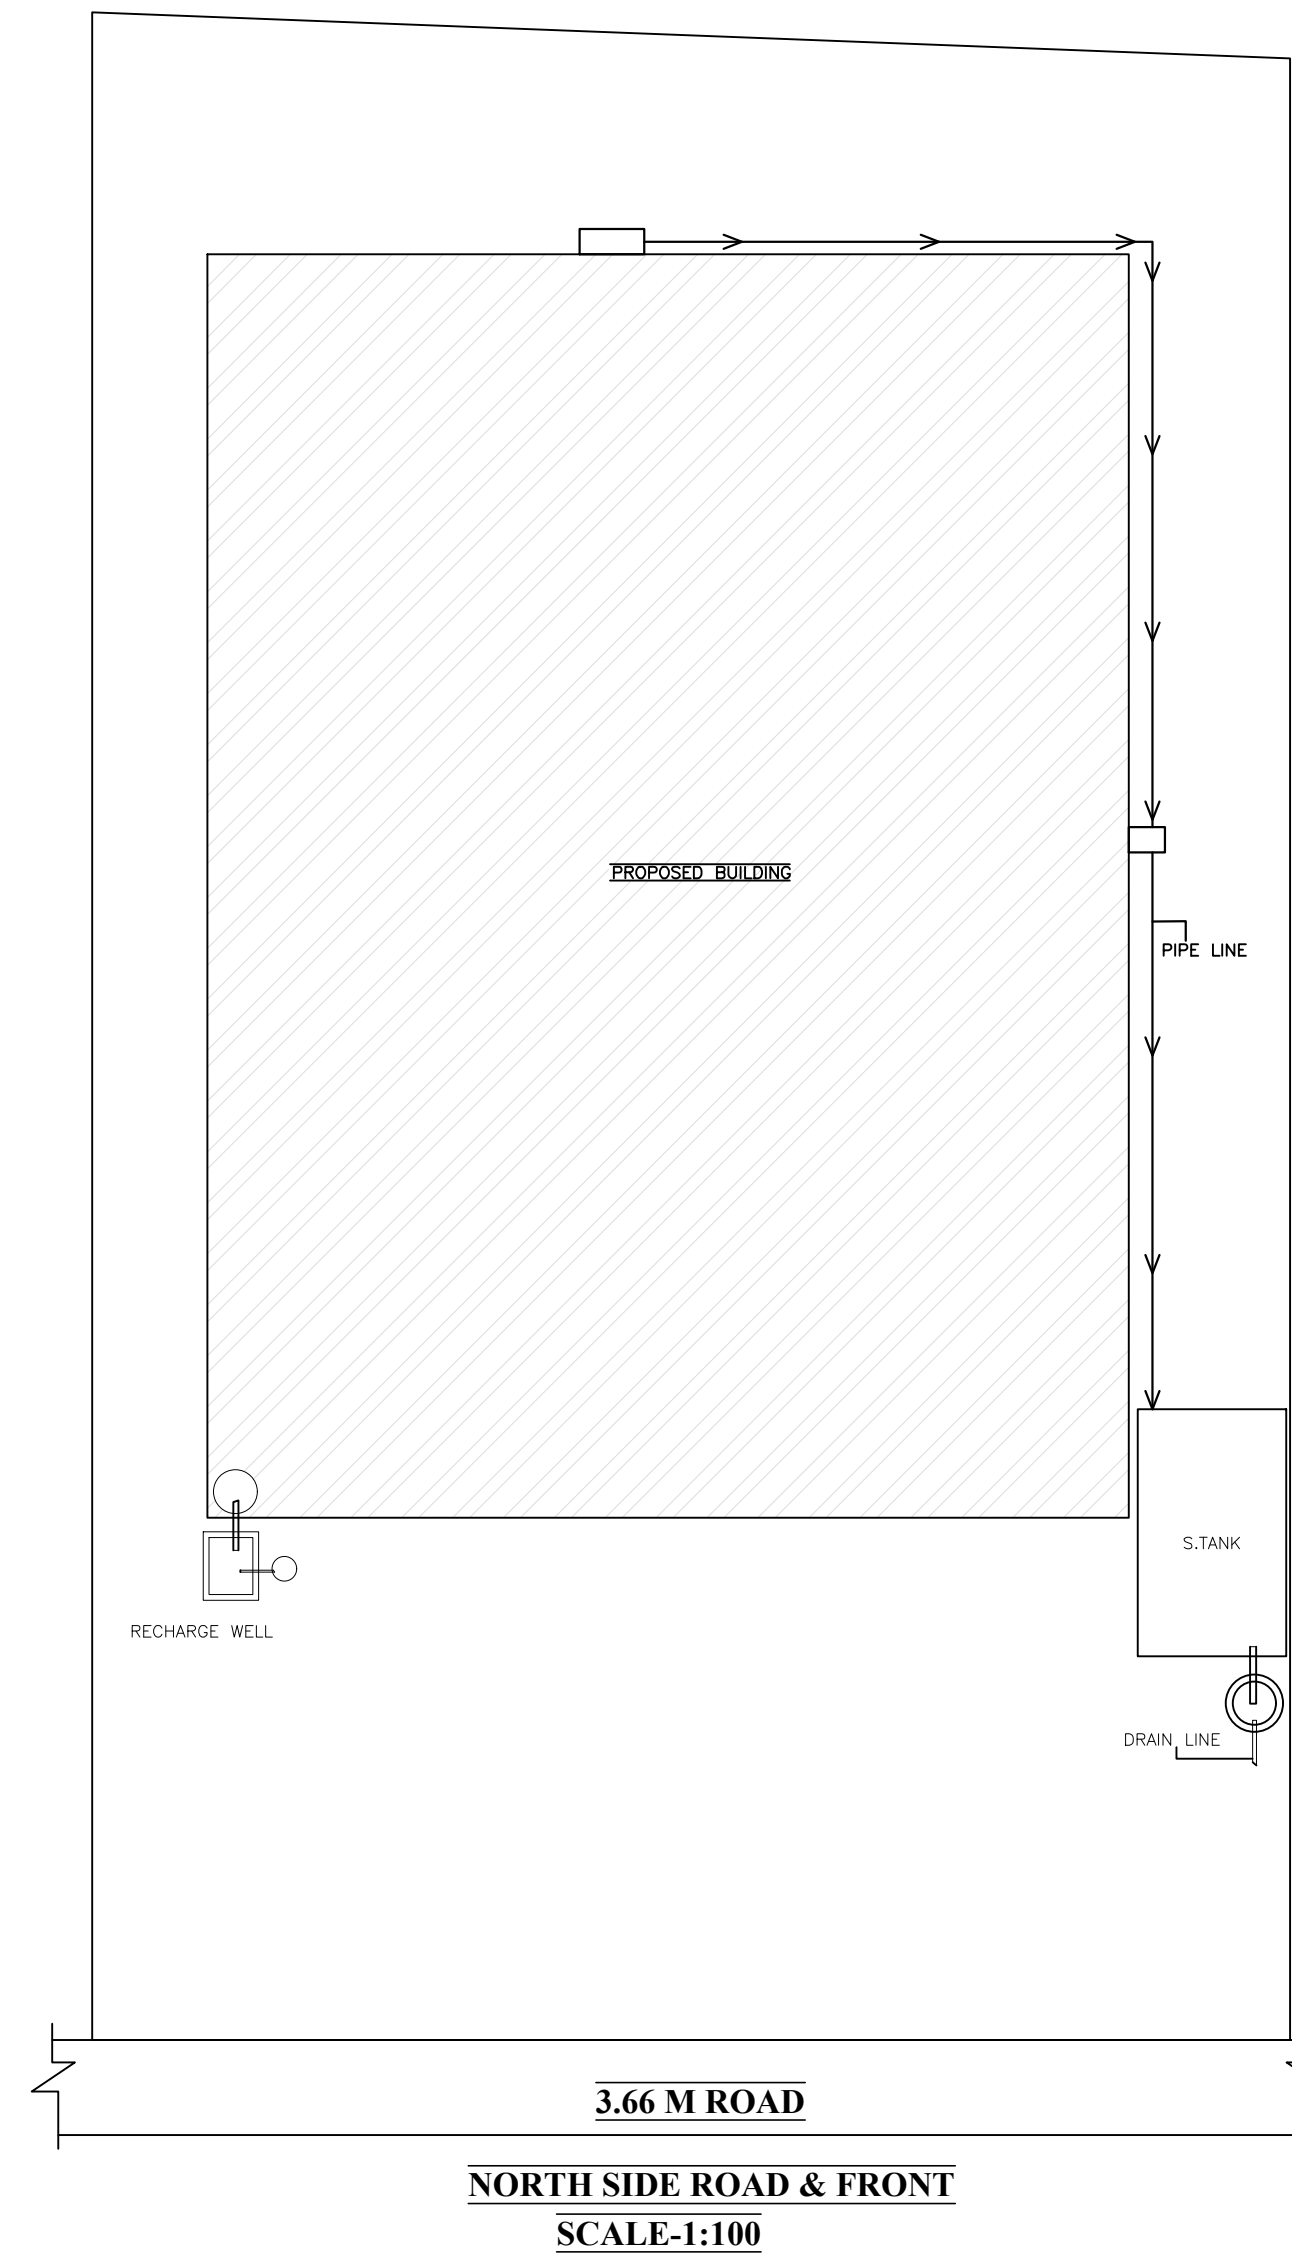 PROPOSED BUILDING
PIPE LINE
S.TANK
RECHARGE WELL
DRAIN LINE
3.66 M ROAD
NORTH SIDE ROAD & FRONT
SCALE-1:100